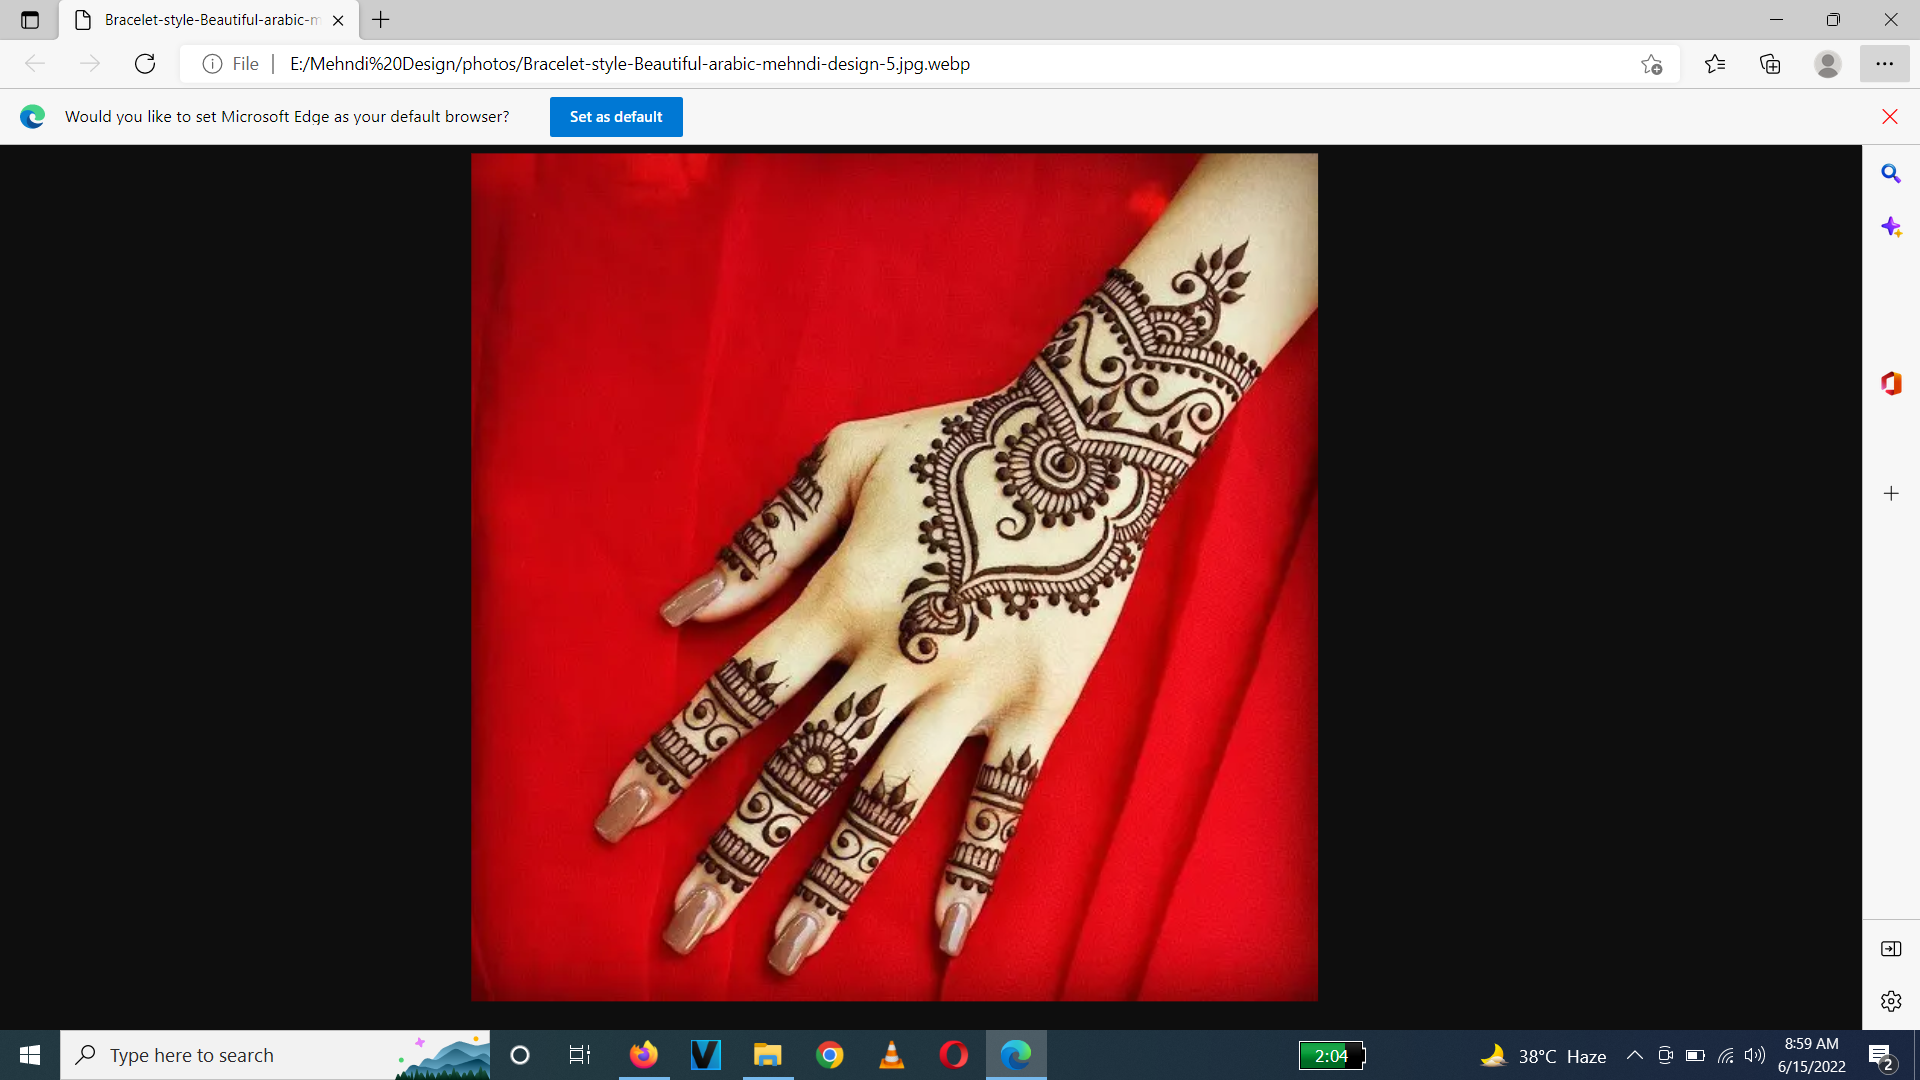 Bracelet-style-Beautiful-arabic-m
File
E:/Mehndi%20Design/photos/Bracelet-style-Beautiful-arabic-mehndi-design-5.jpg.webp
Would you like to set Microsoft Edge as your default browser?
Set as default
Type here to search
2:04
38°C Haze
8:59 AM
6/15/2022
2